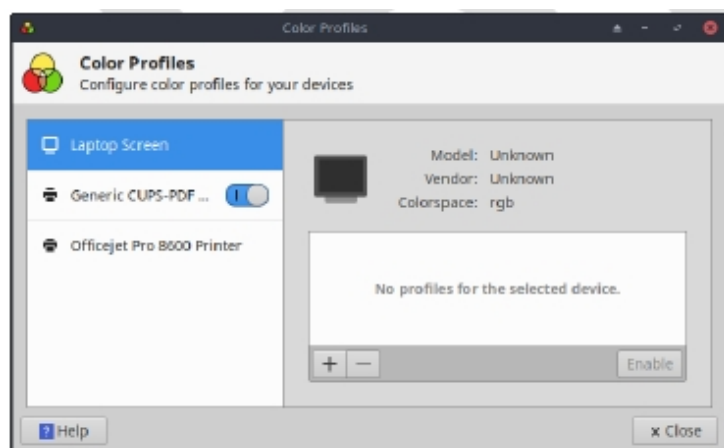 Color Profiles
Color Profiles
Configure color profiles for your devices
Laptop Screen
Generic CUPS-PDF ...
Officejet Pro 8600 Printer
Model: Unknown
Vendor: Unknown
Colorspace: rgb
No profiles for the selected device.
+ −
Enable
? Help
x Close